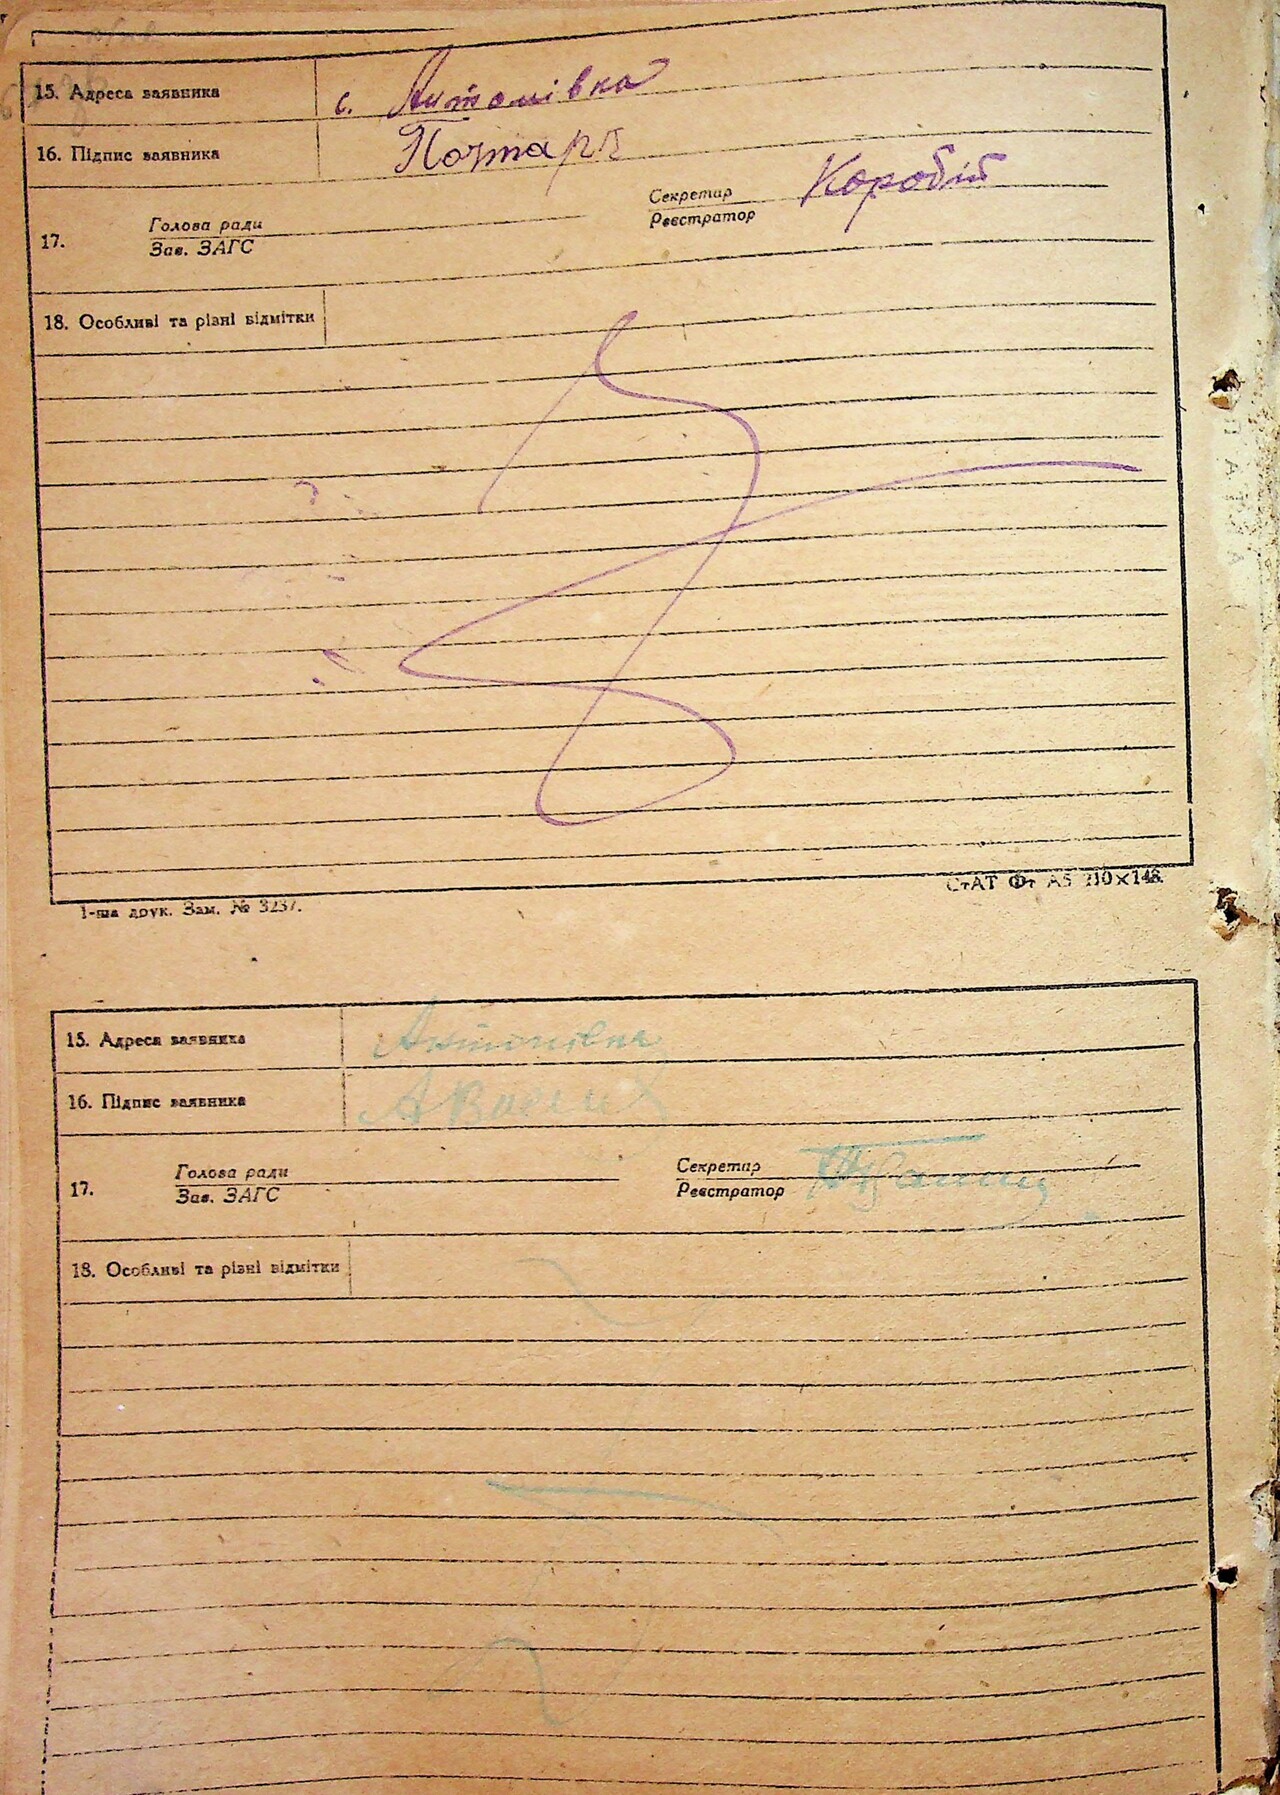 15. Адреса заявника с. Антонівка
16. Підпис заявника Почтарь
17. Голова ради Секретар Коробій
Зав. ЗАГС Реєстратор
18. Особливі та різні відмітки
1-ша друк. Зам. № 3237.
СтАТ Фт А5 210×148.
15. Адреса заявника Антонівка
16. Підпис заявника
17. Голова ради Секретар
Зав. ЗАГС Реєстратор
18. Особливі та різні відмітки